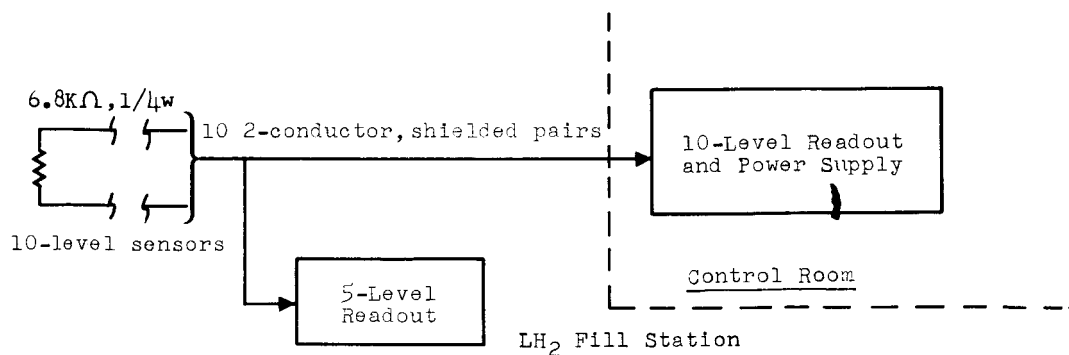 6.8KΩ, 1/4w
10 2-conductor, shielded pairs
10-level sensors
10-Level Readout
and Power Supply
5-Level
Readout
Control Room
LH₂ Fill Station